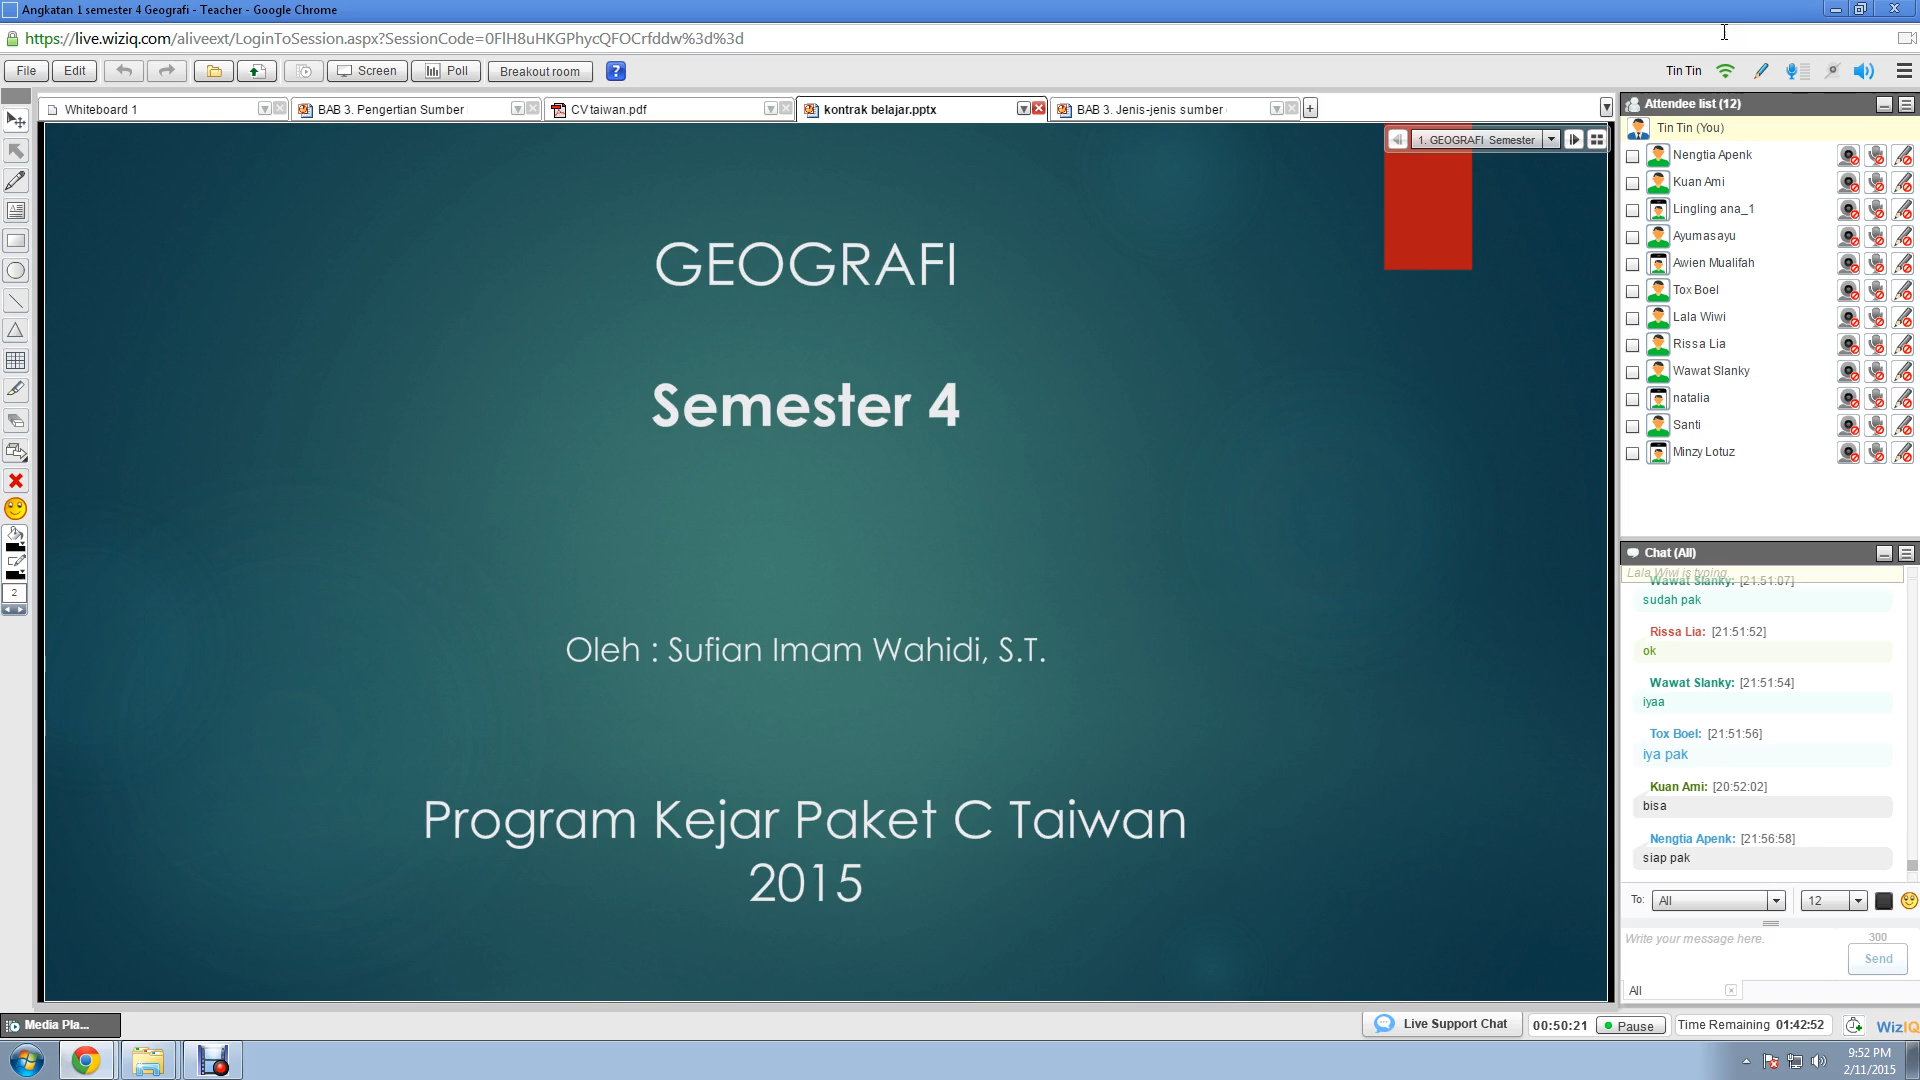 Angkatan 1 semester 4 Geografi - Teacher - Google Chrome
https://live.wiziq.com/aliveext/LoginToSession.aspx?SessionCode=0FlH8uHKGPhycQFOCrfddw%3d%3d
File Edit Screen Poll Breakout room ? Tin Tin
Whiteboard 1 BAB 3. Pengertian Sumber CV taiwan.pdf kontrak belajar.pptx BAB 3. Jenis-jenis sumber
1. GEOGRAFI Semester
GEOGRAFI
Semester 4
Oleh : Sufian Imam Wahidi, S.T.
Program Kejar Paket C Taiwan
2015
2
Attendee list (12)
Tin Tin (You)
Nengtia Apenk
Kuan Ami
Lingling ana_1
Ayumasayu
Awien Mualifah
Tox Boel
Lala Wiwi
Rissa Lia
Wawat Slanky
natalia
Santi
Minzy Lotuz
Chat (All)
Lala Wiwi is typing.
Wawat Slanky: [21:51:07]
sudah pak
Rissa Lia: [21:51:52]
ok
Wawat Slanky: [21:51:54]
iyaa
Tox Boel: [21:51:56]
iya pak
Kuan Ami: [20:52:02]
bisa
Nengtia Apenk: [21:56:58]
siap pak
To: All 12
Write your message here. 300
Send
All
Media Pla...
Live Support Chat 00:50:21 Pause Time Remaining 01:42:52 WizIQ
9:52 PM
2/11/2015